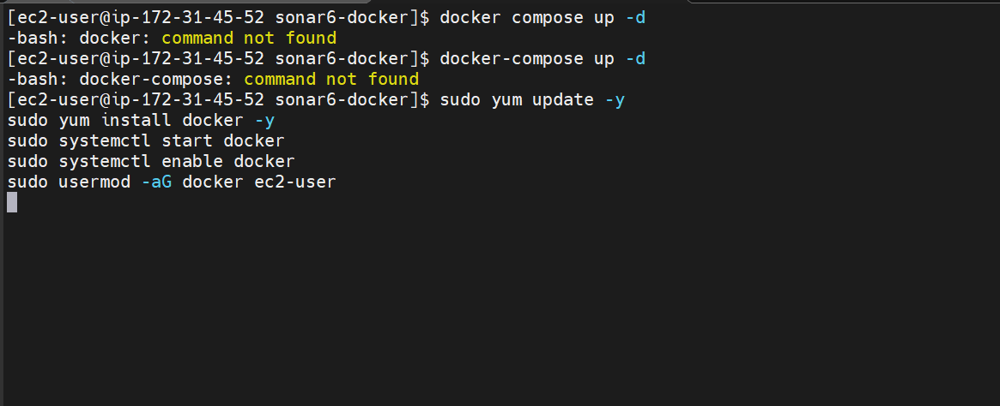 [ec2-user@ip-172-31-45-52 sonar6-docker]$ docker compose up -d
-bash: docker: command not found
[ec2-user@ip-172-31-45-52 sonar6-docker]$ docker-compose up -d
-bash: docker-compose: command not found
[ec2-user@ip-172-31-45-52 sonar6-docker]$ sudo yum update -y
sudo yum install docker -y
sudo systemctl start docker
sudo systemctl enable docker
sudo usermod -aG docker ec2-user